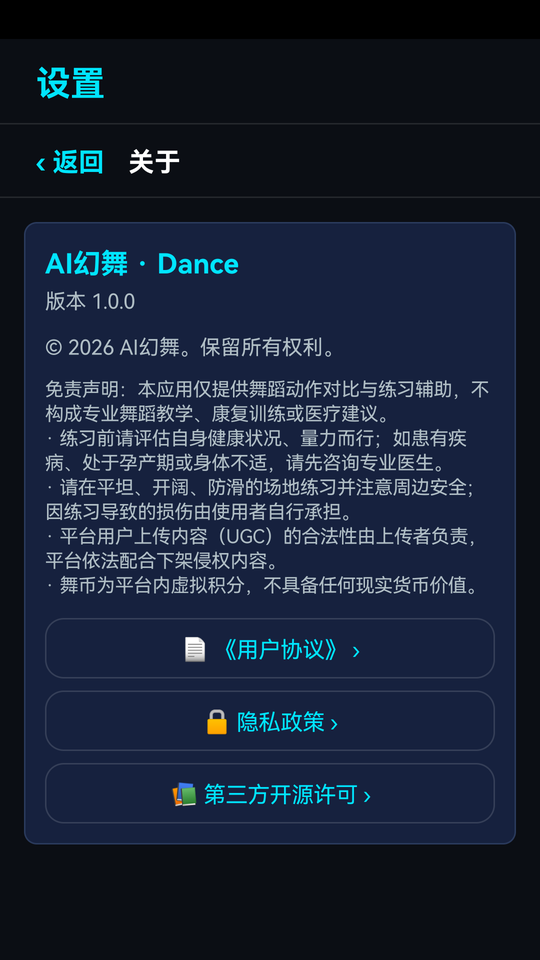 设置
‹ 返回 关于
AI幻舞 · Dance
版本 1.0.0
© 2026 AI幻舞。保留所有权利。
免责声明：本应用仅提供舞蹈动作对比与练习辅助，不
构成专业舞蹈教学、康复训练或医疗建议。
· 练习前请评估自身健康状况、量力而行；如患有疾
病、处于孕产期或身体不适，请先咨询专业医生。
· 请在平坦、开阔、防滑的场地练习并注意周边安全；
因练习导致的损伤由使用者自行承担。
· 平台用户上传内容（UGC）的合法性由上传者负责，
平台依法配合下架侵权内容。
· 舞币为平台内虚拟积分，不具备任何现实货币价值。
《用户协议》 ›
隐私政策 ›
第三方开源许可 ›